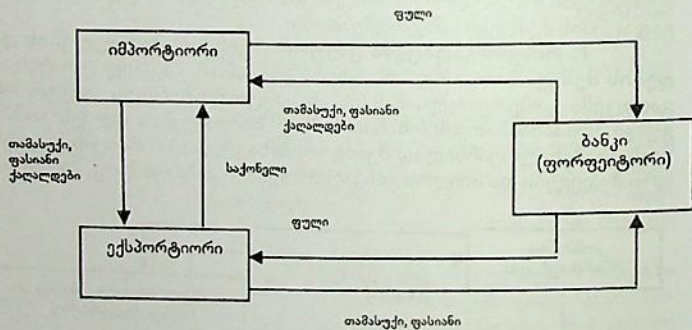 ფული
იმპორტიორი
თამასუქი, ფასიანი
ქაღალდები
თამასუქი,
ფასიანი
ქაღალდები
საქონელი
ბანკი
(ფორფეიტორი)
ფული
ექსპორტიორი
თამასუქი, ფასიანი